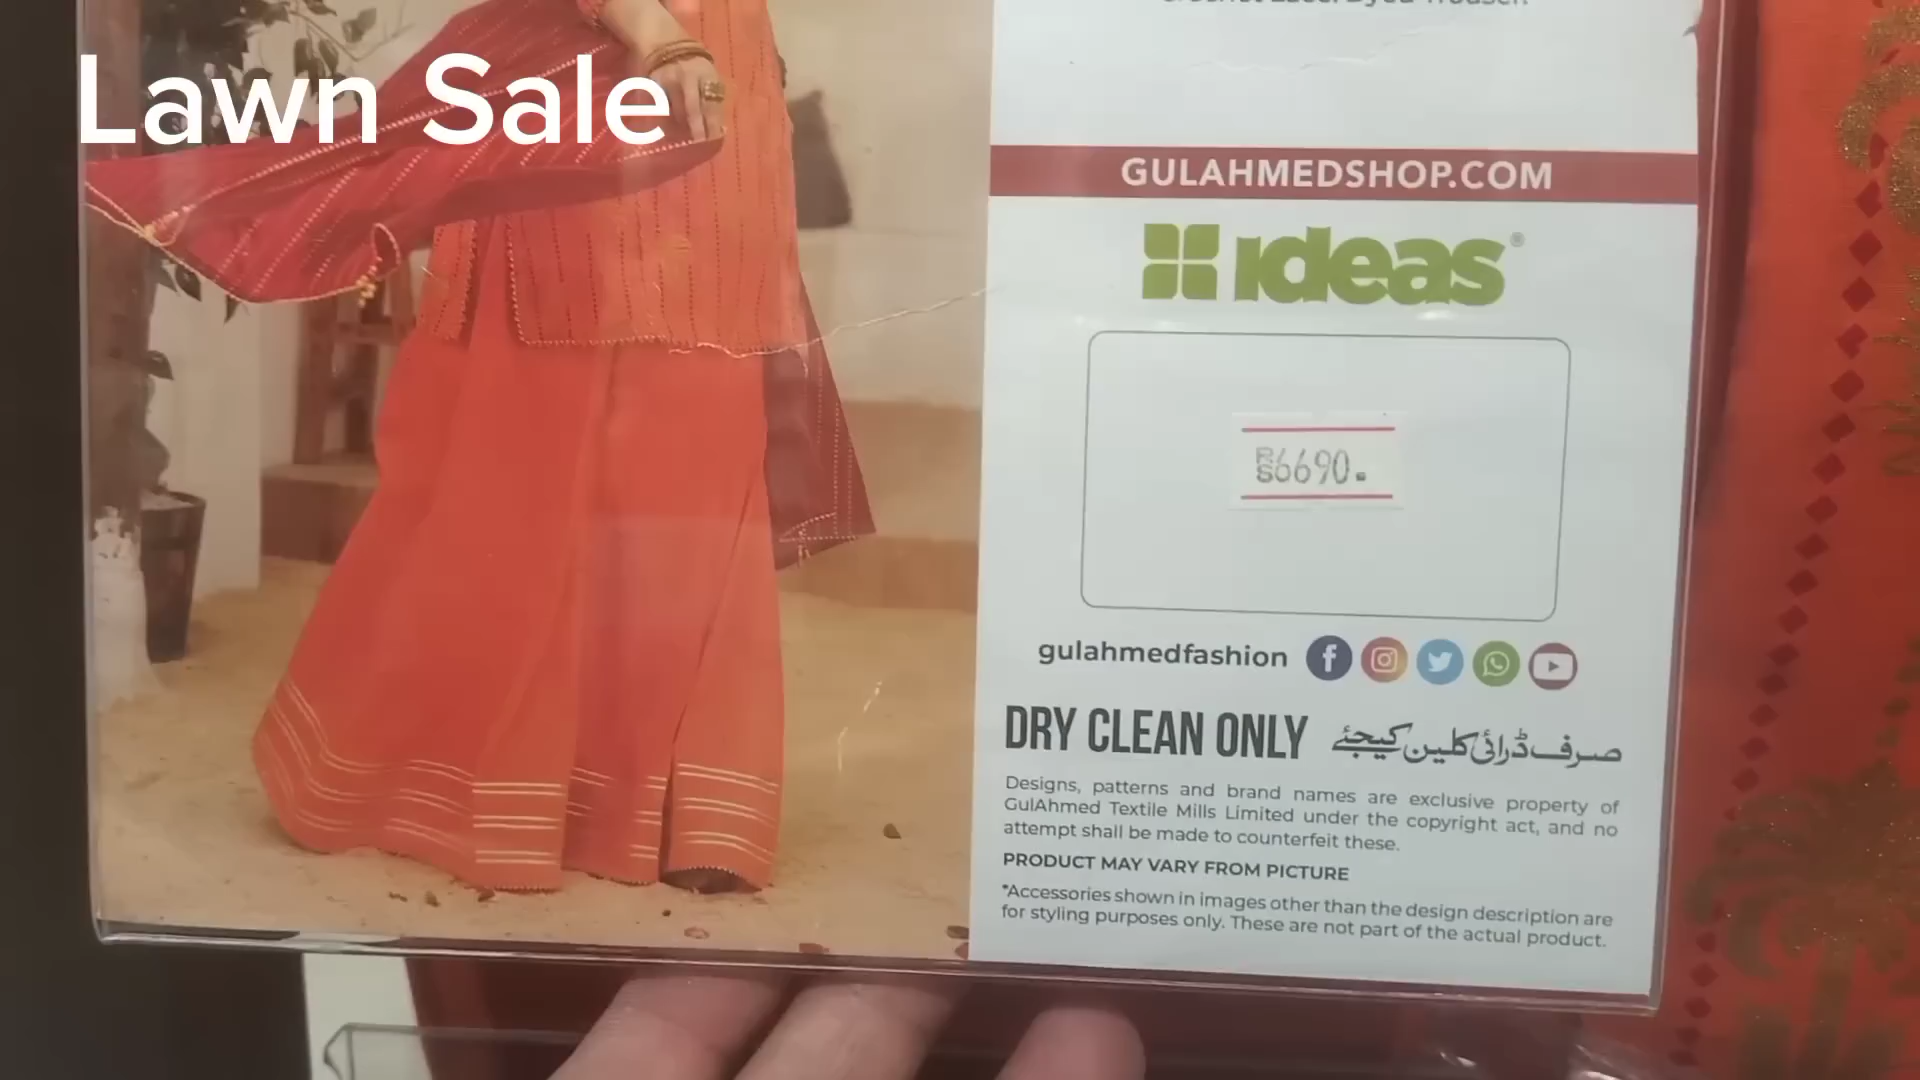 Lawn Sale
GULAHMEDSHOP.COM
ideas®
RS6690.
gulahmedfashion
DRY CLEAN ONLY صرف ڈرائی کلین کیجئے
Designs, patterns and brand names are exclusive property of
GulAhmed Textile Mills Limited under the copyright act, and no
attempt shall be made to counterfeit these.
PRODUCT MAY VARY FROM PICTURE
*Accessories shown in images other than the design description are
for styling purposes only. These are not part of the actual product.